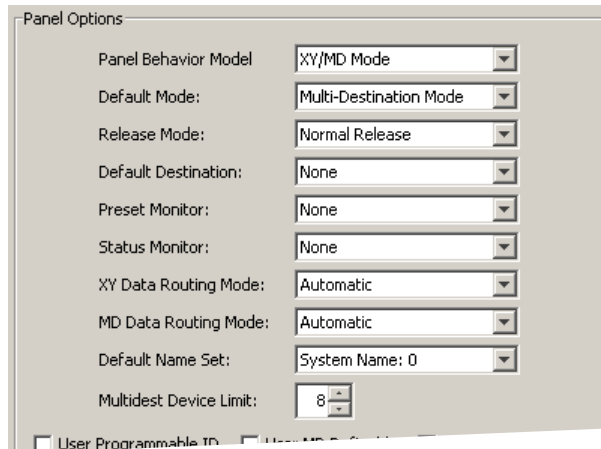 Panel Options
Panel Behavior Model XY/MD Mode
Default Mode: Multi-Destination Mode
Release Mode: Normal Release
Default Destination: None
Preset Monitor: None
Status Monitor: None
XY Data Routing Mode: Automatic
MD Data Routing Mode: Automatic
Default Name Set: System Name: 0
Multidest Device Limit: 8
User Programmable ID